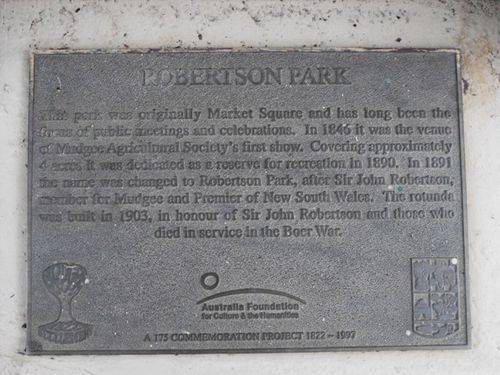 ROBERTSON PARK
This park was originally Market Square and has long been the
focus of public meetings and celebrations. In 1846 it was the venue
of Mudgee Agricultural Society's first show. Covering approximately
4 acres it was dedicated as a reserve for recreation in 1890. In 1891
the name was changed to Robertson Park, after Sir John Robertson,
member for Mudgee and Premier of New South Wales. The rotunda
was built in 1903, in honour of Sir John Robertson and those who
died in service in the Boer War.
Australia Foundation
for Culture & the Humanities
A 175 COMMEMORATION PROJECT 1822 - 1997